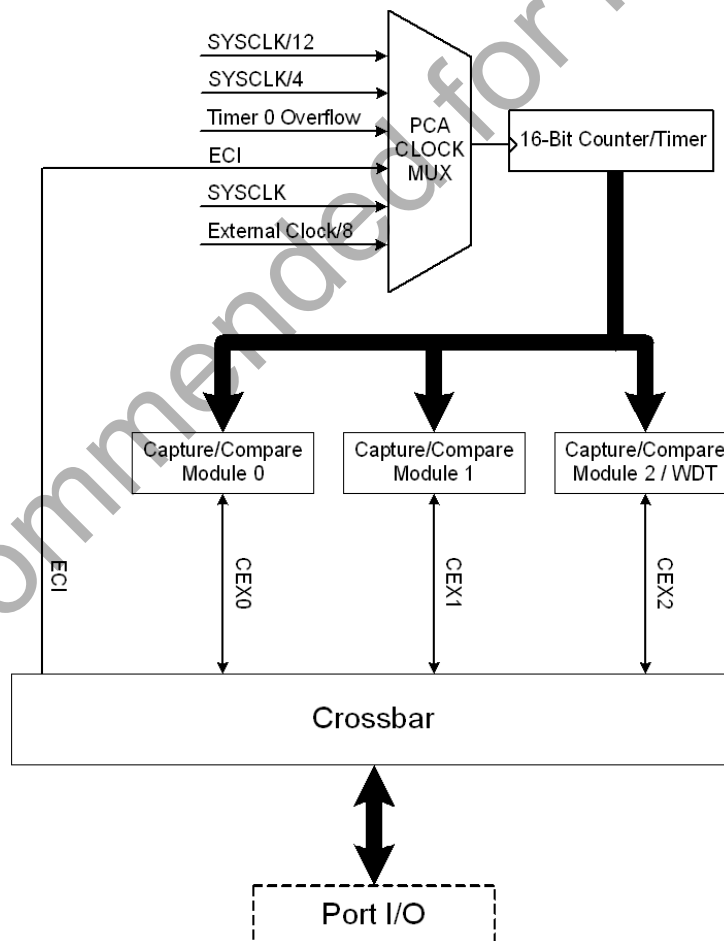 SYSCLK/12
SYSCLK/4
Timer 0 Overflow
ECI
SYSCLK
External Clock/8
PCA
CLOCK
MUX
16-Bit Counter/Timer
Capture/Compare
Module 0
Capture/Compare
Module 1
Capture/Compare
Module 2 / WDT
ECI
CEX0
CEX1
CEX2
Crossbar
Port I/O
ommended for